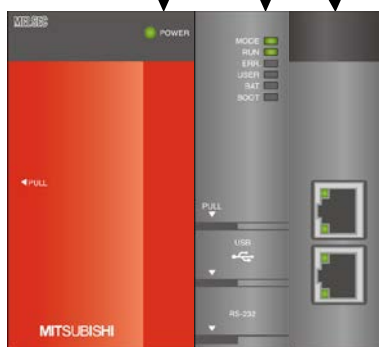 MELSEC
POWER
MODE
RUN
ERR.
USER
BAT.
BOOT
◀PULL
PULL
▼
USB
▼
RS-232
▼
MITSUBISHI